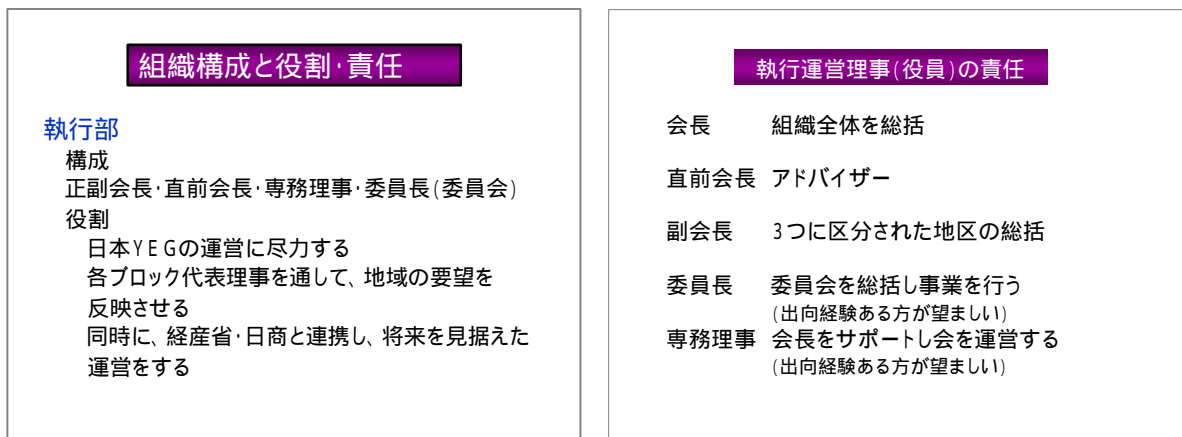 組織構成と役割･責任
執行部
構成
正副会長･直前会長･専務理事･委員長(委員会)
役割
日本YEGの運営に尽力する
各ブロック代表理事を通して、地域の要望を
反映させる
同時に、経産省･日商と連携し、将来を見据えた
運営をする
執行運営理事(役員)の責任
会長 組織全体を総括
直前会長 アドバイザー
副会長 3つに区分された地区の総括
委員長 委員会を総括し事業を行う
(出向経験ある方が望ましい)
専務理事 会長をサポートし会を運営する
(出向経験ある方が望ましい)